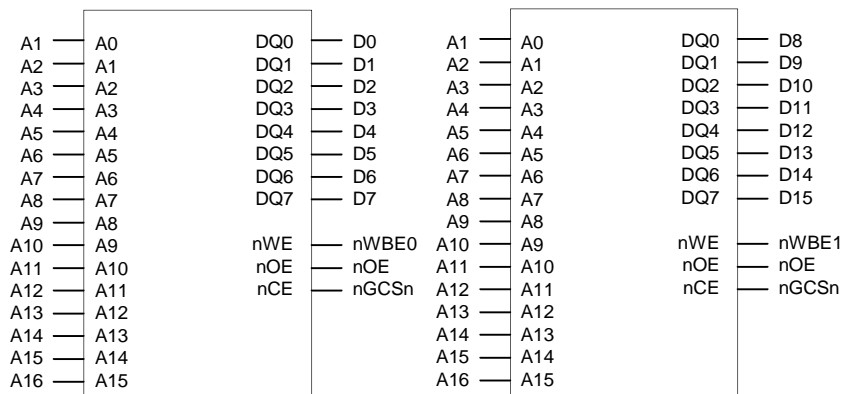 A1 A0 DQ0 D0 A1 A0 DQ0 D8
A2 A1 DQ1 D1 A2 A1 DQ1 D9
A3 A2 DQ2 D2 A3 A2 DQ2 D10
A4 A3 DQ3 D3 A4 A3 DQ3 D11
A5 A4 DQ4 D4 A5 A4 DQ4 D12
A6 A5 DQ5 D5 A6 A5 DQ5 D13
A7 A6 DQ6 D6 A7 A6 DQ6 D14
A8 A7 DQ7 D7 A8 A7 DQ7 D15
A9 A8 A9 A8
A10 A9 nWE nWBE0 A10 A9 nWE nWBE1
A11 A10 nOE nOE A11 A10 nOE nOE
A12 A11 nCE nGCSn A12 A11 nCE nGCSn
A13 A12 A13 A12
A14 A13 A14 A13
A15 A14 A15 A14
A16 A15 A16 A15